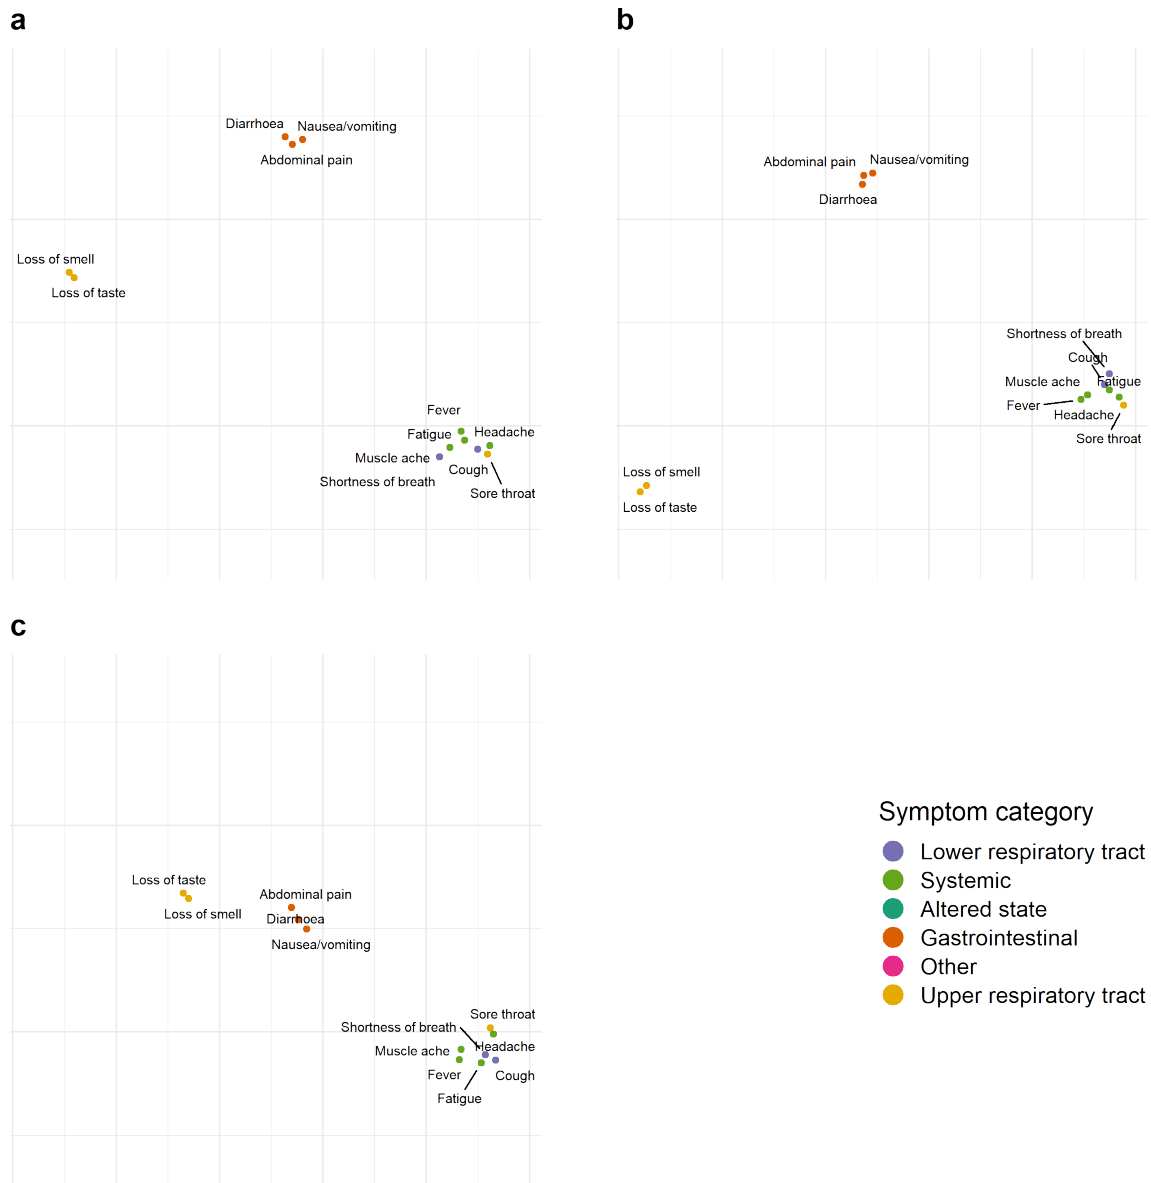 a
Diarrhoea
Nausea/vomiting
Abdominal pain
Loss of smell
Loss of taste
Fever
Fatigue
Headache
Muscle ache
Cough
Shortness of breath
Sore throat
b
Abdominal pain
Nausea/vomiting
Diarrhoea
Shortness of breath
Cough
Muscle ache
Fatigue
Fever
Headache
Sore throat
Loss of smell
Loss of taste
c
Loss of taste
Abdominal pain
Loss of smell
Diarrhoea
Nausea/vomiting
Sore throat
Shortness of breath
Headache
Muscle ache
Fever
Cough
Fatigue
Symptom category
Lower respiratory tract
Systemic
Altered state
Gastrointestinal
Other
Upper respiratory tract